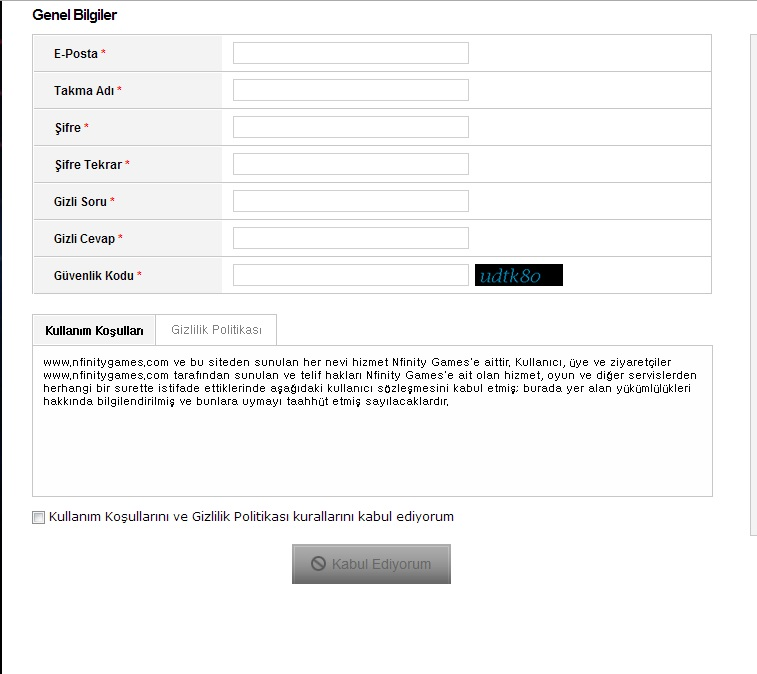 Genel Bilgiler
E-Posta *
Takma Adı *
Şifre *
Şifre Tekrar *
Gizli Soru *
Gizli Cevap *
Güvenlik Kodu * udtk8o
Kullanım Koşulları Gizlilik Politikası
www.nfinitygames.com ve bu siteden sunulan her nevi hizmet Nfinity Games'e aittir. Kullanıcı, üye ve ziyaretçiler
www.nfinitygames.com tarafından sunulan ve telif hakları Nfinity Games'e ait olan hizmet, oyun ve diğer servislerden
herhangi bir surette istifade ettiklerinde aşağıdaki kullanıcı sözleşmesini kabul etmiş; burada yer alan yükümlülükleri
hakkında bilgilendirilmiş ve bunlara uymayı taahhüt etmiş sayılacaklardır.
Kullanım Koşullarını ve Gizlilik Politikası kurallarını kabul ediyorum
Kabul Ediyorum